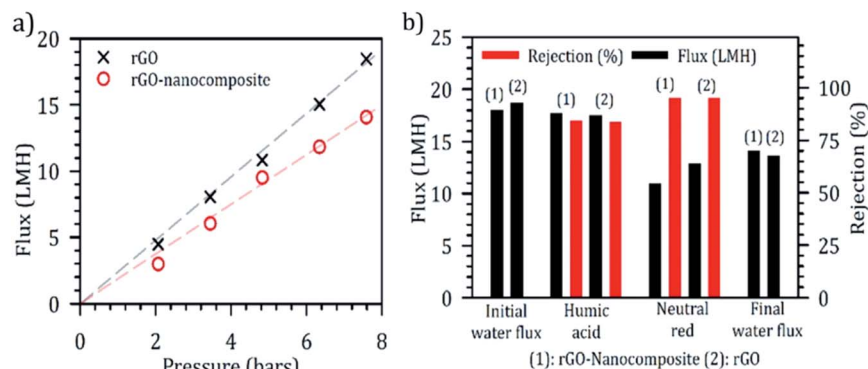 a)
20
15
10
5
0
Flux (LMH)
rGO
rGO-nanocomposite
0 2 4 6 8
Pressure (bars)
b)
25
20
15
10
5
0
Flux (LMH)
Rejection (%) Flux (LMH)
(1) (2) (1) (2) (1) (2) (1) (2)
100
75
50
25
0
Rejection (%)
Initial Humic Neutral Final
water flux acid red water flux
(1): rGO-Nanocomposite (2): rGO